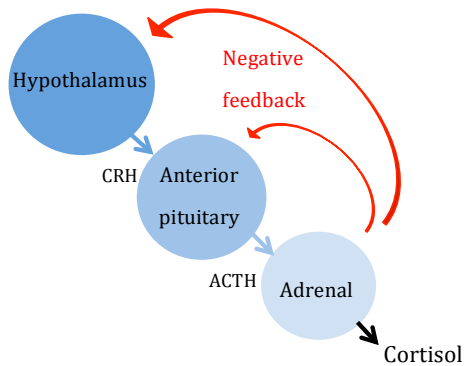 Hypothalamus
Negative
feedback
CRH
Anterior
pituitary
ACTH
Adrenal
Cortisol